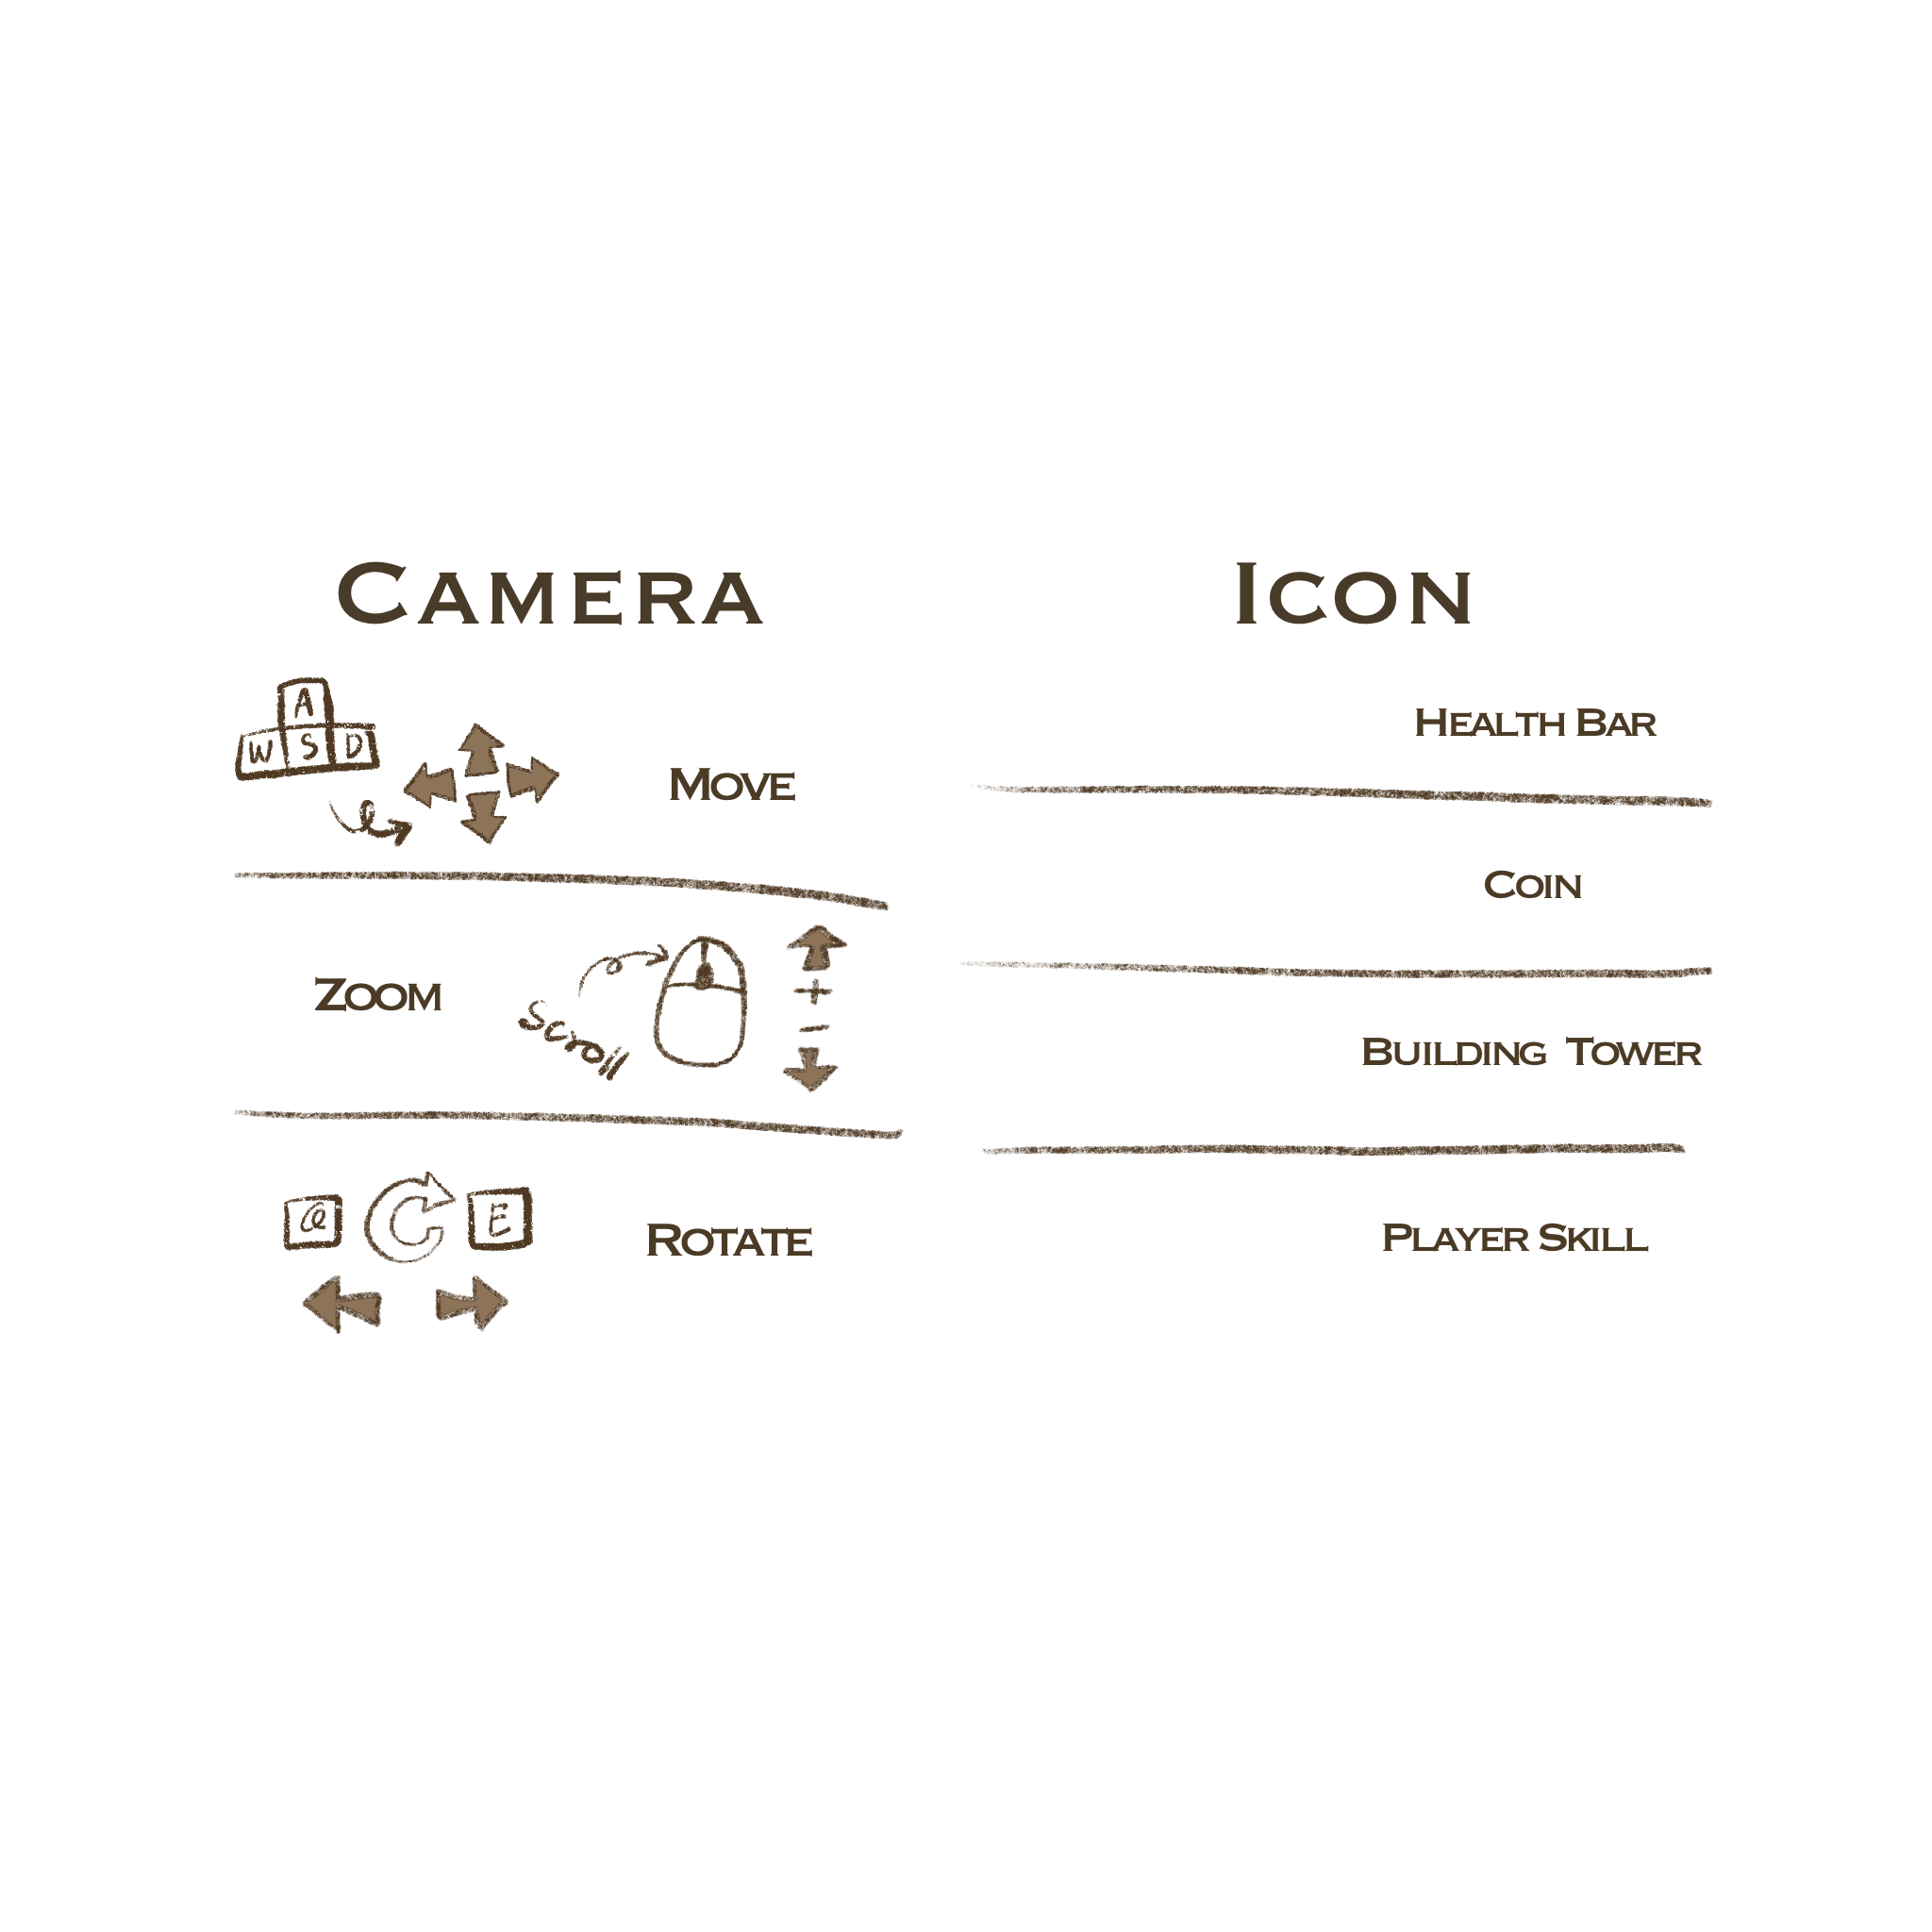 CAMERA
A
W S D
MOVE
ZOOM
scroll
+
-
Q E
ROTATE
ICON
HEALTH BAR
COIN
BUILDING TOWER
PLAYER SKILL